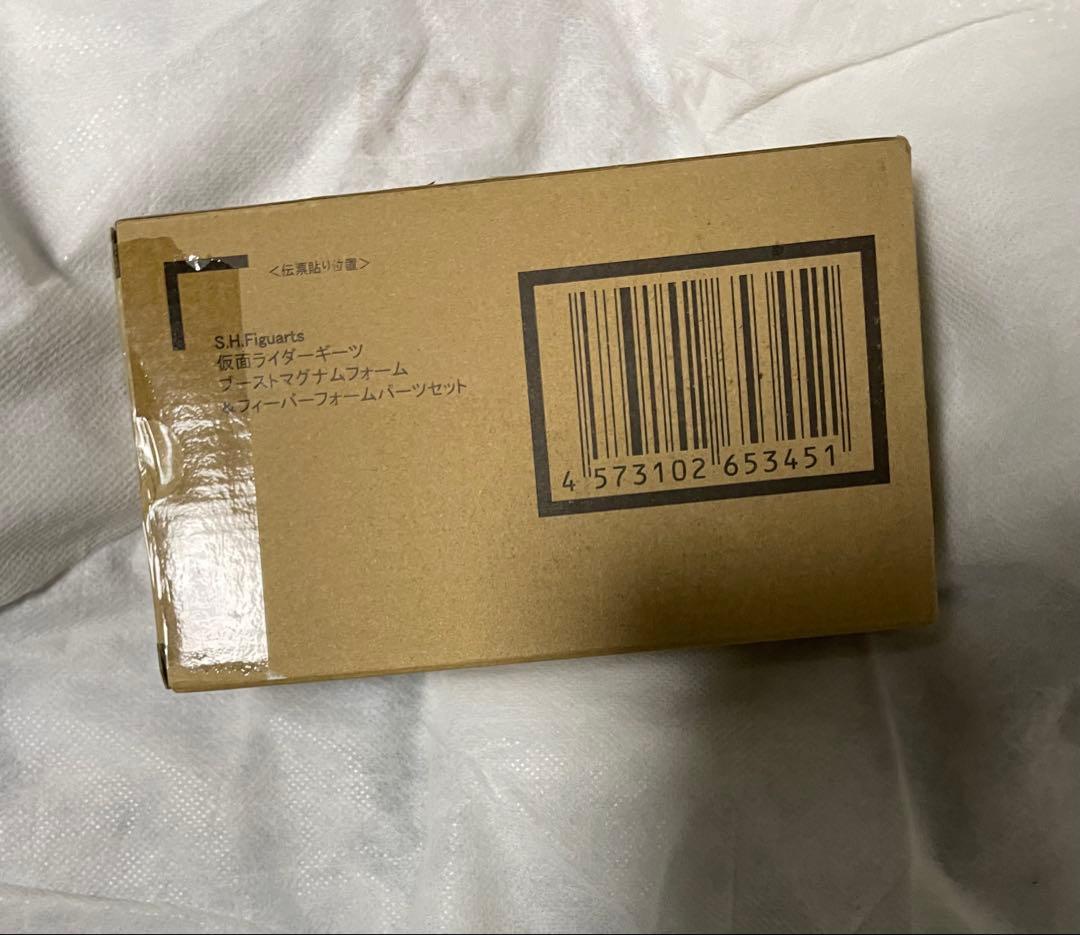 ＜伝票貼り位置＞
S.H.Figuarts
仮面ライダーギーツ
ブーストマグナムフォーム
＆フィーバーフォームパーツセット
4 573102 653451